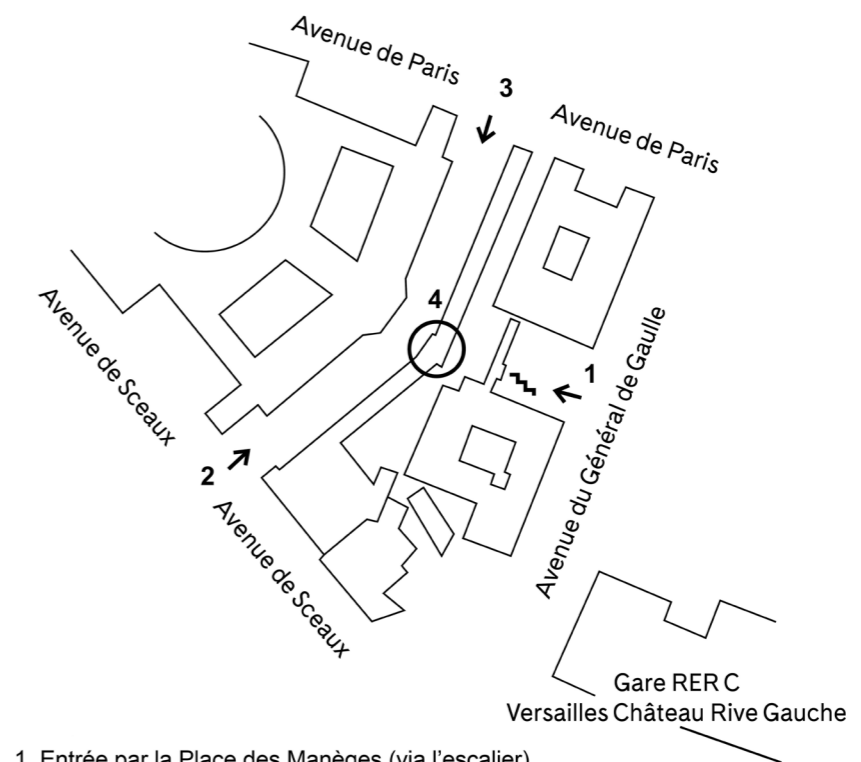 Avenue de Paris
3
Avenue de Paris
4
Avenue de Sceaux
1
Avenue du Général de Gaulle
2
Avenue de Sceaux
Gare RER C
Versailles Château Rive Gauche
1. Entrée par la Place des Manèges (via l'escalier)